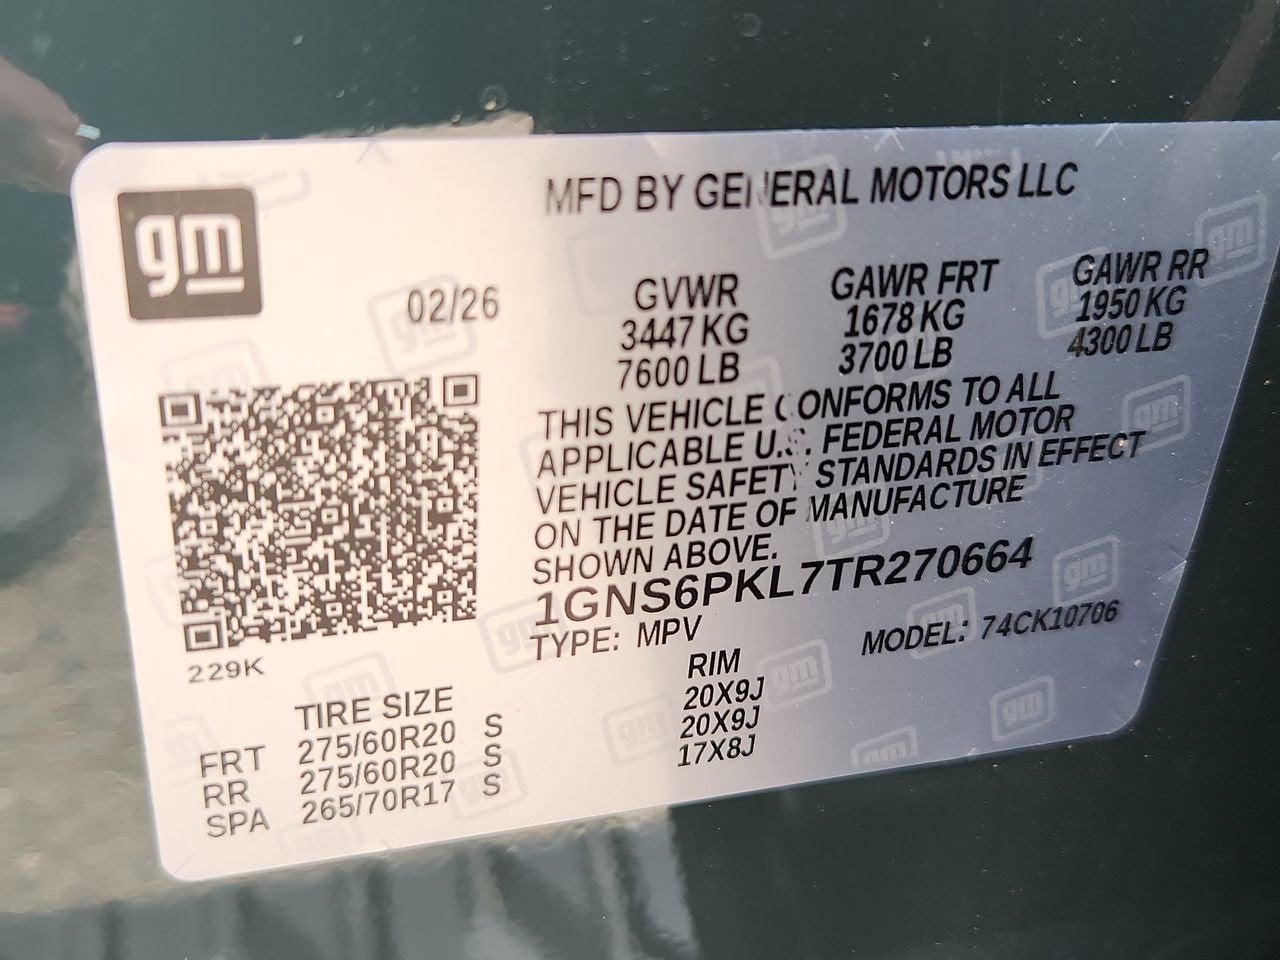 gm
MFD BY GENERAL MOTORS LLC
02/26
GVWR GAWR FRT GAWR RR
3447 KG 1678 KG 1950 KG
7600 LB 3700 LB 4300 LB
THIS VEHICLE CONFORMS TO ALL
APPLICABLE U.S. FEDERAL MOTOR
VEHICLE SAFETY STANDARDS IN EFFECT
ON THE DATE OF MANUFACTURE
SHOWN ABOVE.
1GNS6PKL7TR270664
TYPE: MPV MODEL: 74CK10706
229K
TIRE SIZE RIM
FRT 275/60R20 S 20X9J
RR 275/60R20 S 20X9J
SPA 265/70R17 S 17X8J